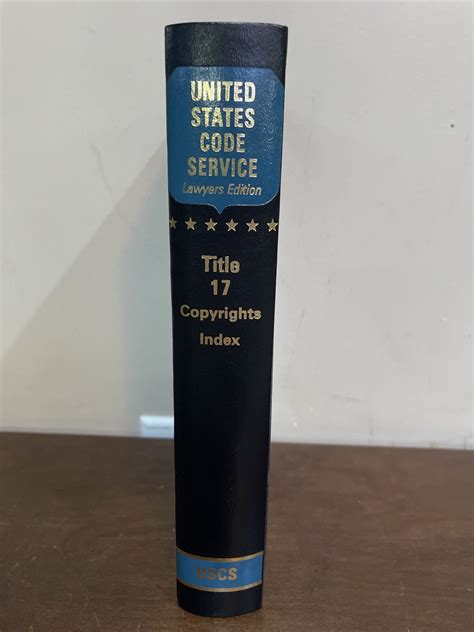 UNITED
STATES
CODE
SERVICE
Lawyers Edition
Title
17
Copyrights
Index
USCS